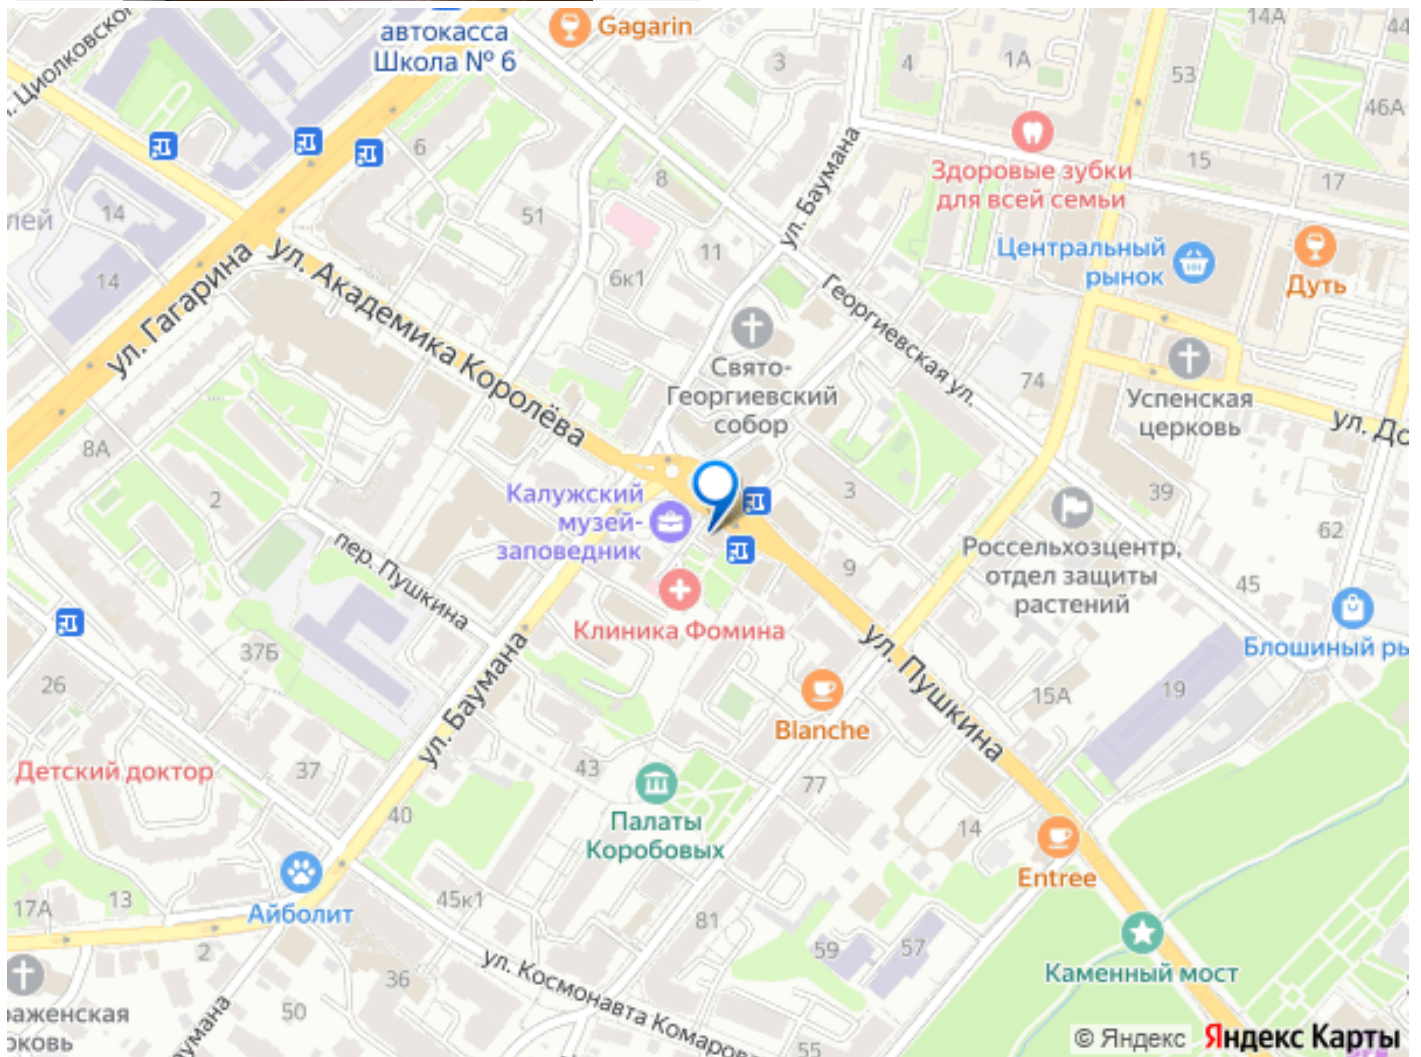 автокасса
Школа № 6
Gagarin
14А
44
3
4
1А
53
46А
6
8
51
Здоровые зубки
для всей семьи
15
17
ул. Баумана
14
11
6к1
14
Центральный
рынок
Дуть
ул. Гагарина
ул. Академика Королёва
Георгиевская ул.
Свято-
Георгиевский
собор
74
Успенская
церковь
8А
2
Калужский
музей-
заповедник
3
39
62
пер. Пушкина
9
Россельхозцентр,
отдел защиты
растений
45
Клиника Фомина
Блошиный
37Б
26
ул. Баумана
ул. Пушкина
15А
19
Blanche
Детский доктор
37
43
77
40
Палаты
Коробовых
14
Entree
17А
13
Айболит
45к1
81
2
59
57
36
ул. Космонавта Комарова
Каменный мост
50
55
© Яндекс Яндекс Карты